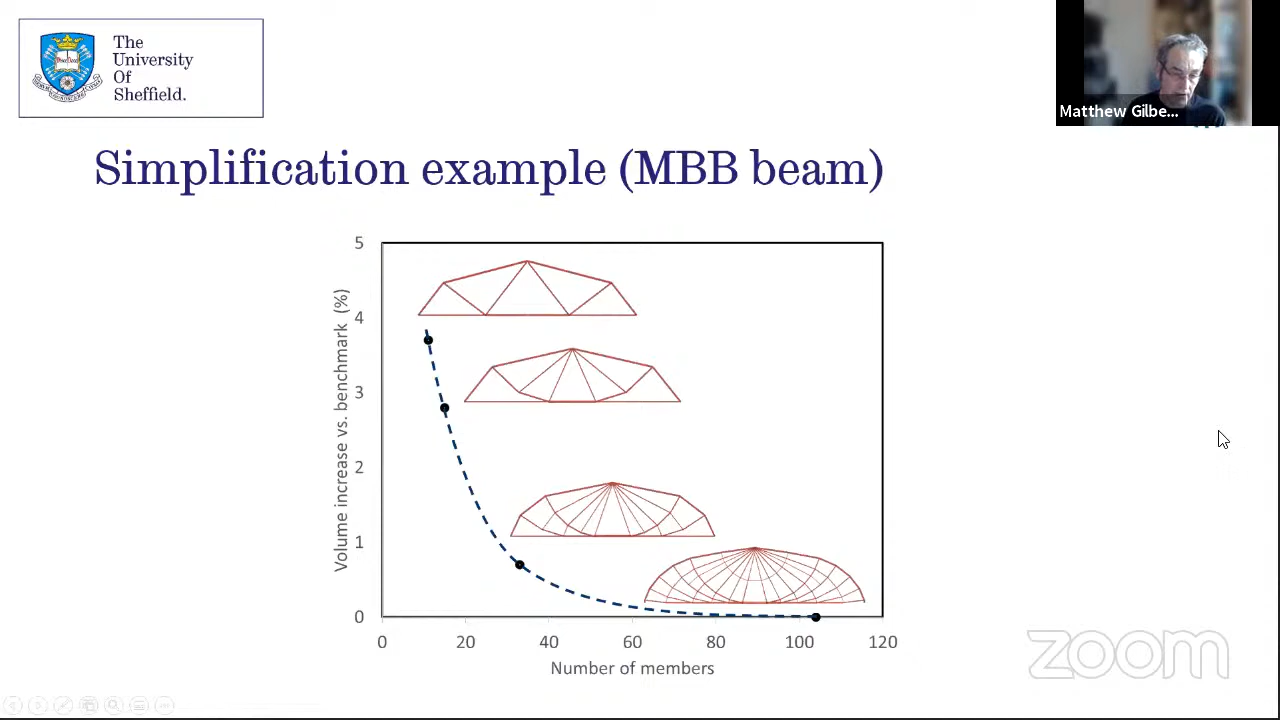 The
University
Of
Sheffield.
Matthew Gilbe...
Simplification example (MBB beam)
Volume increase vs. benchmark (%)
5
4
3
2
1
0
0 20 40 60 80 100 120
Number of members
zoom